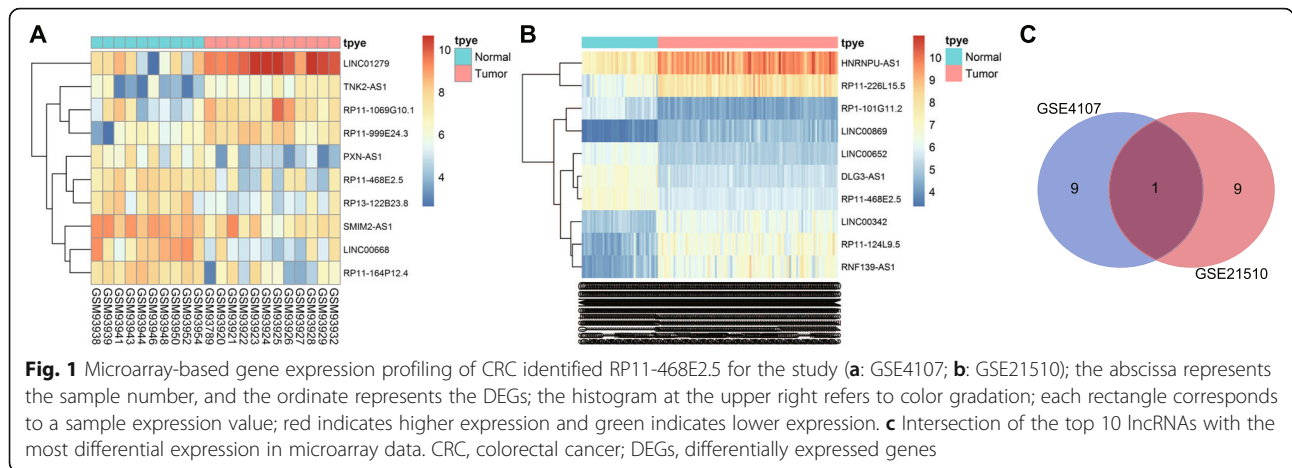 A
tpye
tpye
Normal
Tumor
10
8
6
4
LINC01279
TNK2-AS1
RP11-1069G10.1
RP11-999E24.3
PXN-AS1
RP11-468E2.5
RP13-122B23.8
SMIM2-AS1
LINC00668
RP11-164P12.4
GSM93938
GSM93939
GSM93941
GSM93943
GSM93944
GSM93946
GSM93948
GSM93950
GSM93952
GSM93954
GSM93789
GSM93920
GSM93921
GSM93922
GSM93923
GSM93924
GSM93925
GSM93926
GSM93927
GSM93928
GSM93929
GSM93932
B
tpye
tpye
Normal
Tumor
10
9
8
7
6
5
4
HNRNPU-AS1
RP11-226L15.5
RP1-101G11.2
LINC00869
LINC00652
DLG3-AS1
RP11-468E2.5
LINC00342
RP11-124L9.5
RNF139-AS1
C
GSE4107
9
1
9
GSE21510
Fig. 1 Microarray-based gene expression profiling of CRC identified RP11-468E2.5 for the study (a: GSE4107; b: GSE21510); the abscissa represents
the sample number, and the ordinate represents the DEGs; the histogram at the upper right refers to color gradation; each rectangle corresponds
to a sample expression value; red indicates higher expression and green indicates lower expression. c Intersection of the top 10 lncRNAs with the
most differential expression in microarray data. CRC, colorectal cancer; DEGs, differentially expressed genes